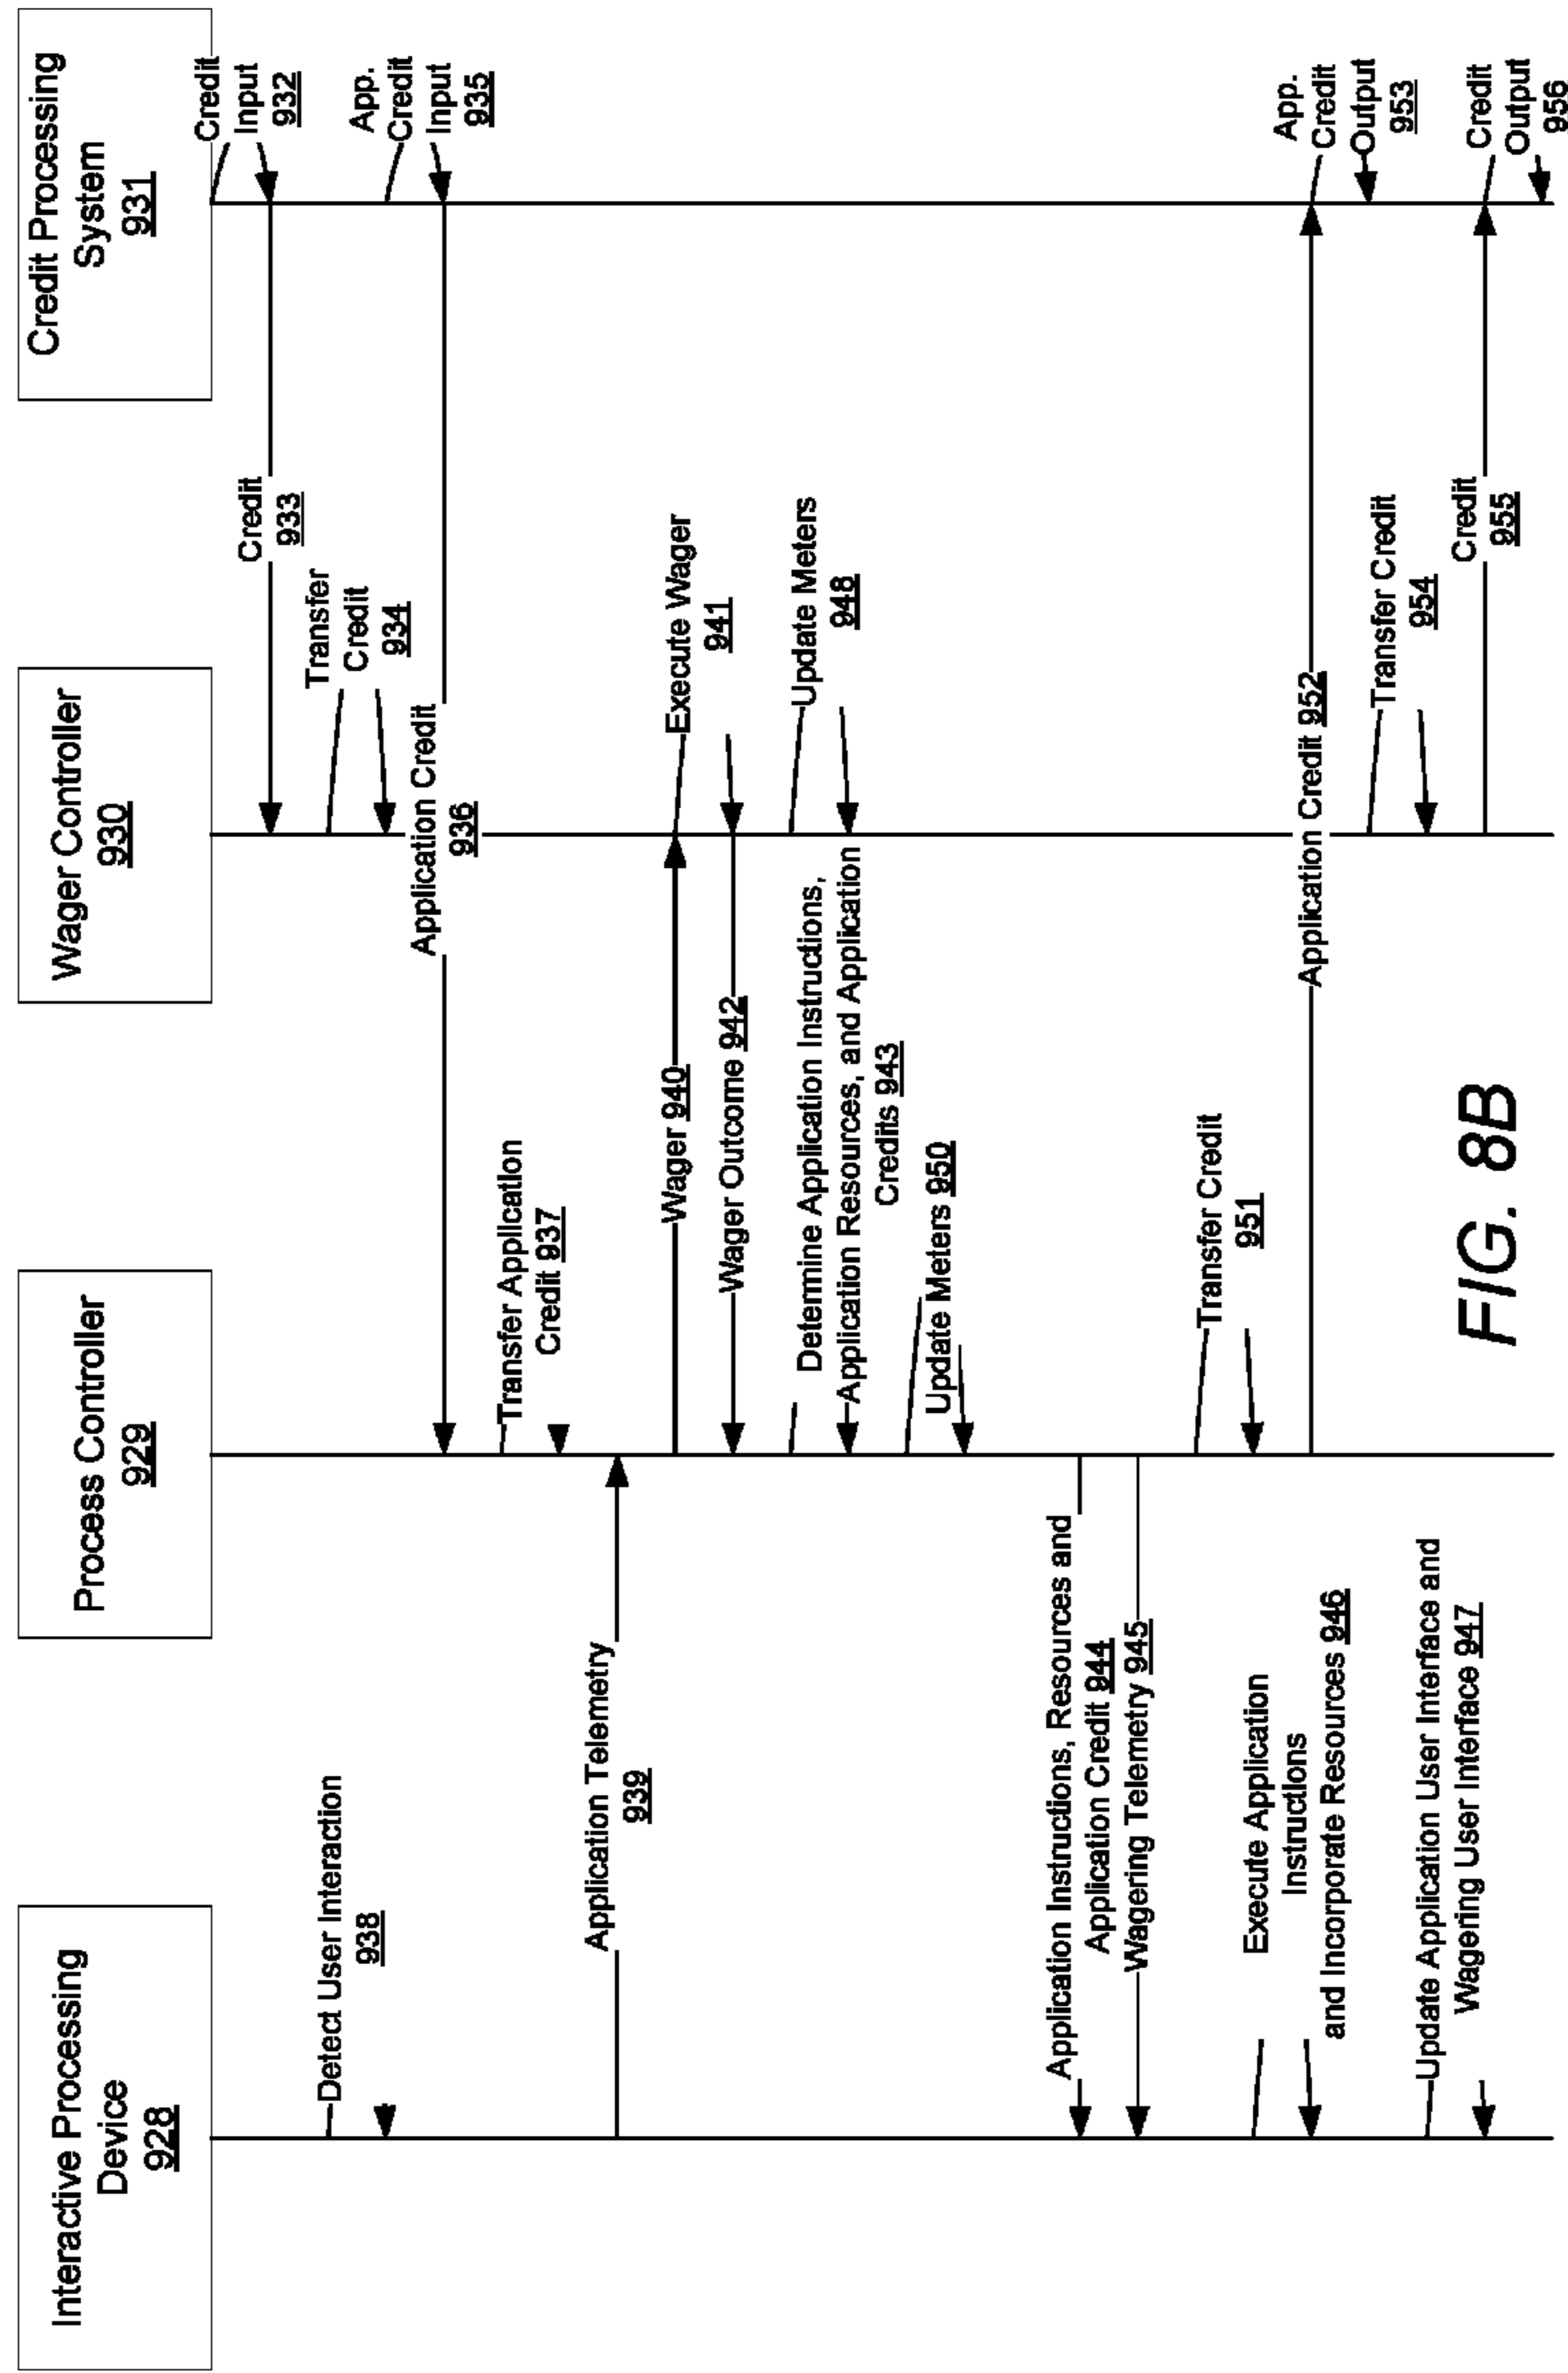 Interactive Processing
Device
928
Process Controller
929
Wager Controller
930
Credit Processing
System
931
Credit
Input
932
Credit
933
Transfer
Credit
934
Detect User Interaction
938
App.
Credit
Input
935
Application Credit
936
Transfer Application
Credit 937
Application Telemetry
939
Wager 940
Execute Wager
941
Wager Outcome 942
Determine Application Instructions,
Application Resources, and Application
Credits 943
Update Meters
948
Update Meters 950
Application Instructions, Resources and
Application Credit 944
Wagering Telemetry 945
Transfer Credit
951
Execute Application
Instructions
and Incorporate Resources 946
Application Credit 952
App.
Credit
Output
953
Transfer Credit
954
Update Application User Interface and
Wagering User Interface 947
Credit
955
Credit
Output
956
FIG. 8B